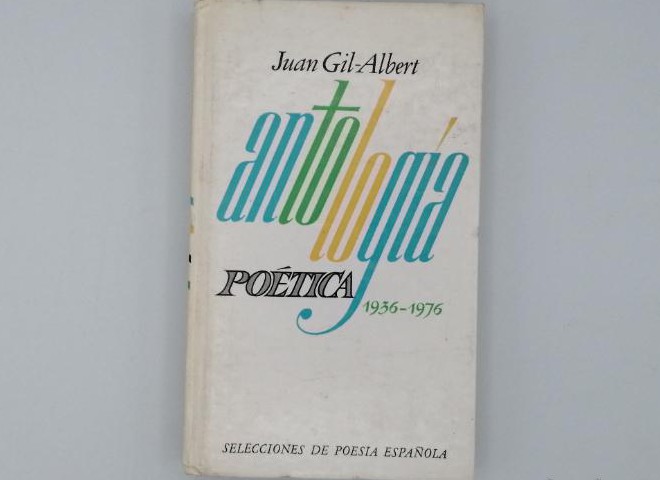 Juan Gil-Albert
antología
POÉTICA
1936-1976
SELECCIONES DE POESIA ESPAÑOLA